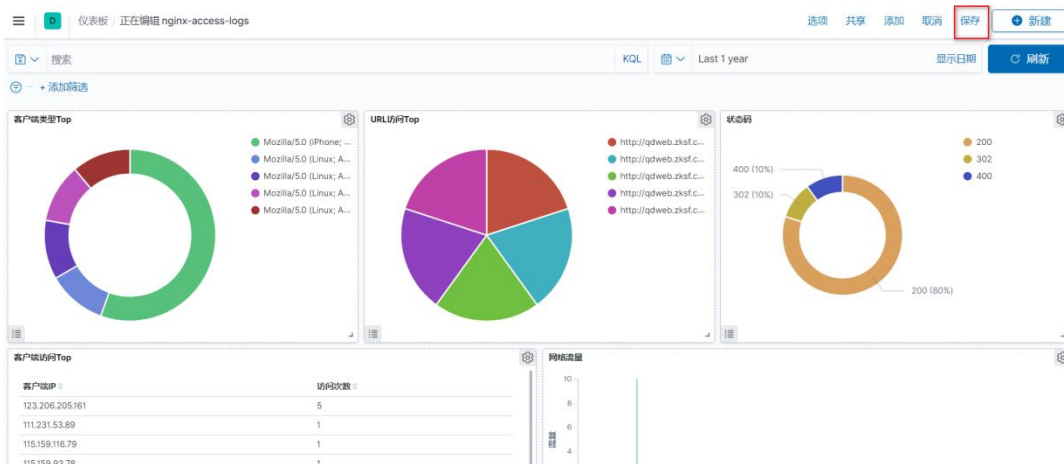 D 仪表板 / 正在编辑 nginx-access-logs 选项 共享 添加 取消 保存 新建
搜索 KQL Last 1 year 显示日期 刷新
+ 添加筛选
客户端类型Top
Mozilla/5.0 (iPhone; ...
Mozilla/5.0 (Linux; A...
Mozilla/5.0 (Linux; A...
Mozilla/5.0 (Linux; A...
Mozilla/5.0 (Linux; A...
URL访问Top
http://qdweb.zksf.c...
http://qdweb.zksf.c...
http://qdweb.zksf.c...
http://qdweb.zksf.c...
http://qdweb.zksf.c...
状态码
400 (10%)
302 (10%)
200 (80%)
200
302
400
客户端访问Top
客户端IP 访问次数
123.206.205.161 5
111.231.53.89 1
115.159.116.79 1
115.159.93.78 1
网络流量
10
8
6
4
流量